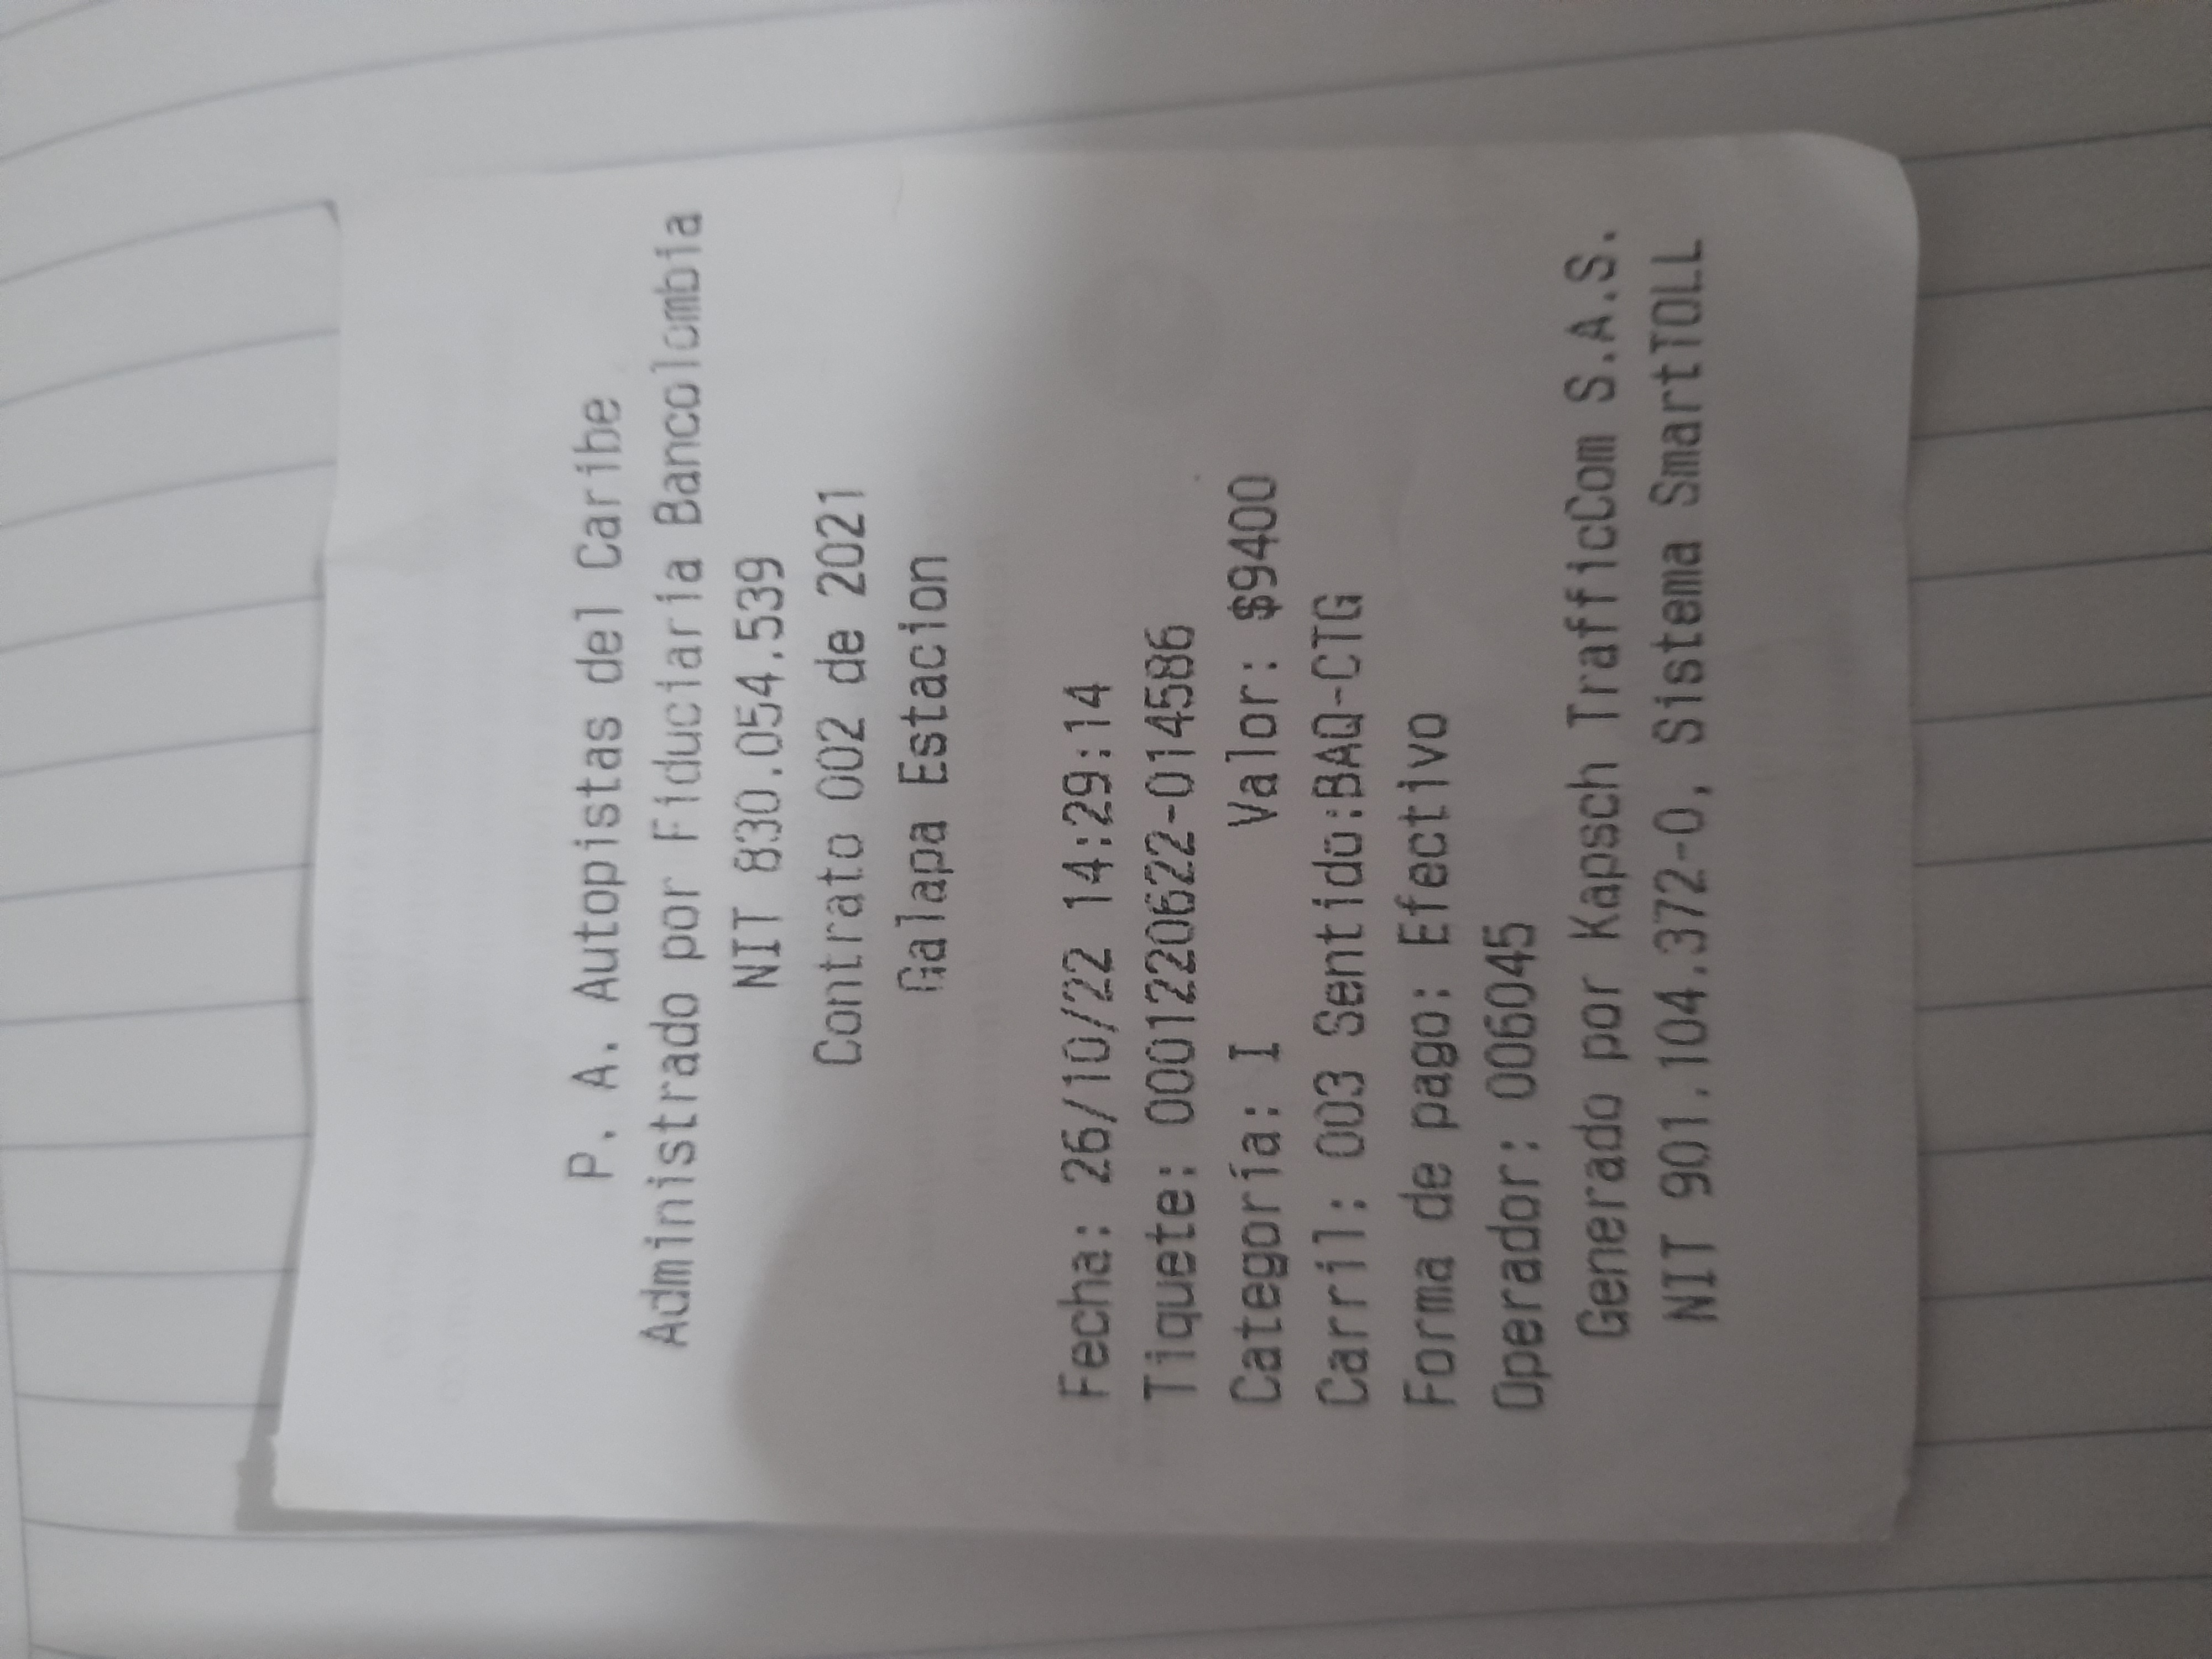 P. A. Autopistas del Caribe
Administrado por Fiduciaria Bancolombia
NIT 830.054.539
Contrato 002 de 2021
Galapa Estacion
Fecha: 26/10/22 14:29:14
Tiquete: 0001220622-014586
Categoría: I Valor: $9400
Carril: 003 Sentido:BAQ-CTG
Forma de pago: Efectivo
Operador: 006045
Generado por Kapsch TrafficCom S.A.S.
NIT 901.104.372-0, Sistema SmartTOLL